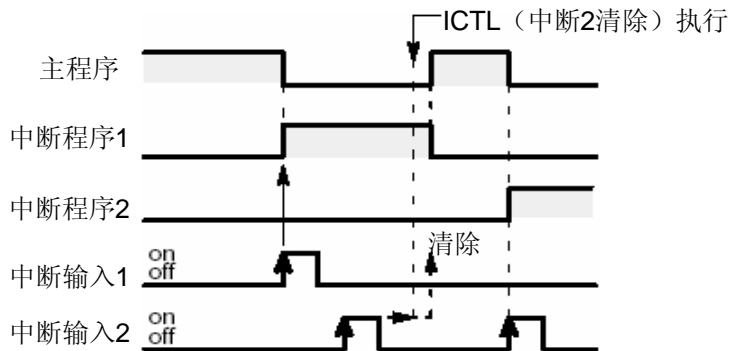 ICTL（中断2清除）执行
主程序
中断程序1
中断程序2
清除
中断输入1 on off
中断输入2 on off